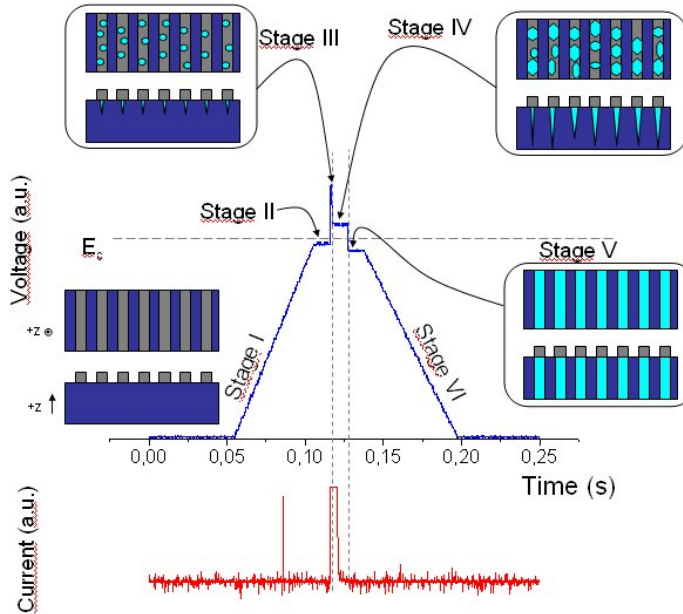 Stage III
Stage IV
Stage II
Voltage (a.u.)
E_c
Stage V
+z
Stage I
Stage VI
+z
0,00
0,05
0,10
0,15
0,20
0,25
Time (s)
Current (a.u.)